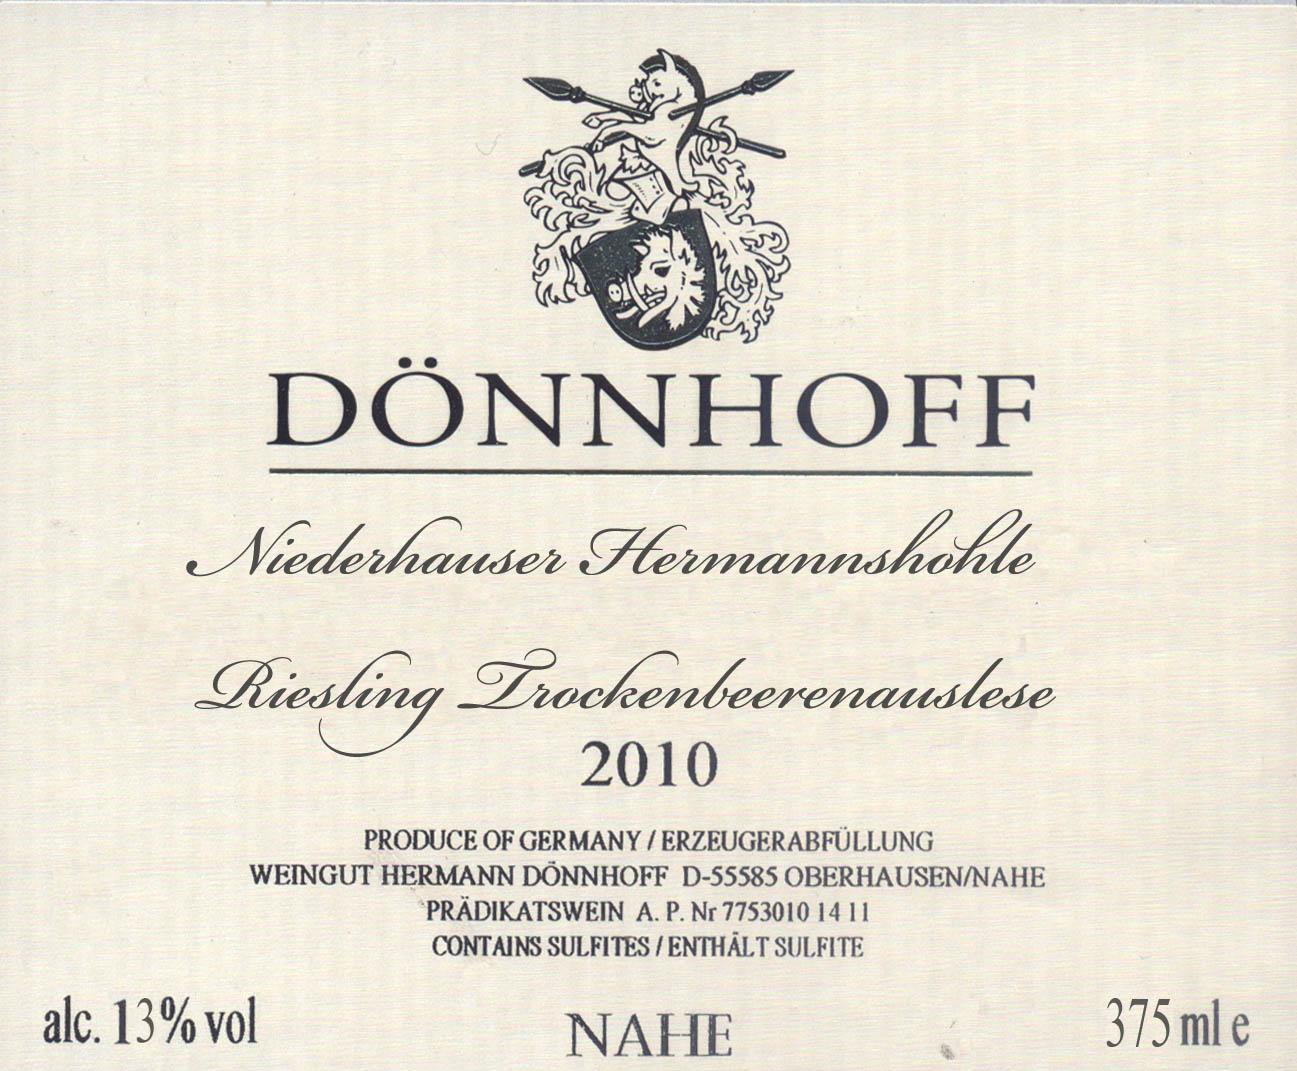 DÖNNHOFF
Niederhauser Hermannshohle
Riesling Trockenbeerenauslese
2010
PRODUCE OF GERMANY / ERZEUGERABFÜLLUNG
WEINGUT HERMANN DÖNNHOFF D-55585 OBERHAUSEN/NAHE
PRÄDIKATSWEIN A. P. Nr 7753010 14 11
CONTAINS SULFITES / ENTHÄLT SULFITE
alc. 13% vol
NAHE
375 ml e